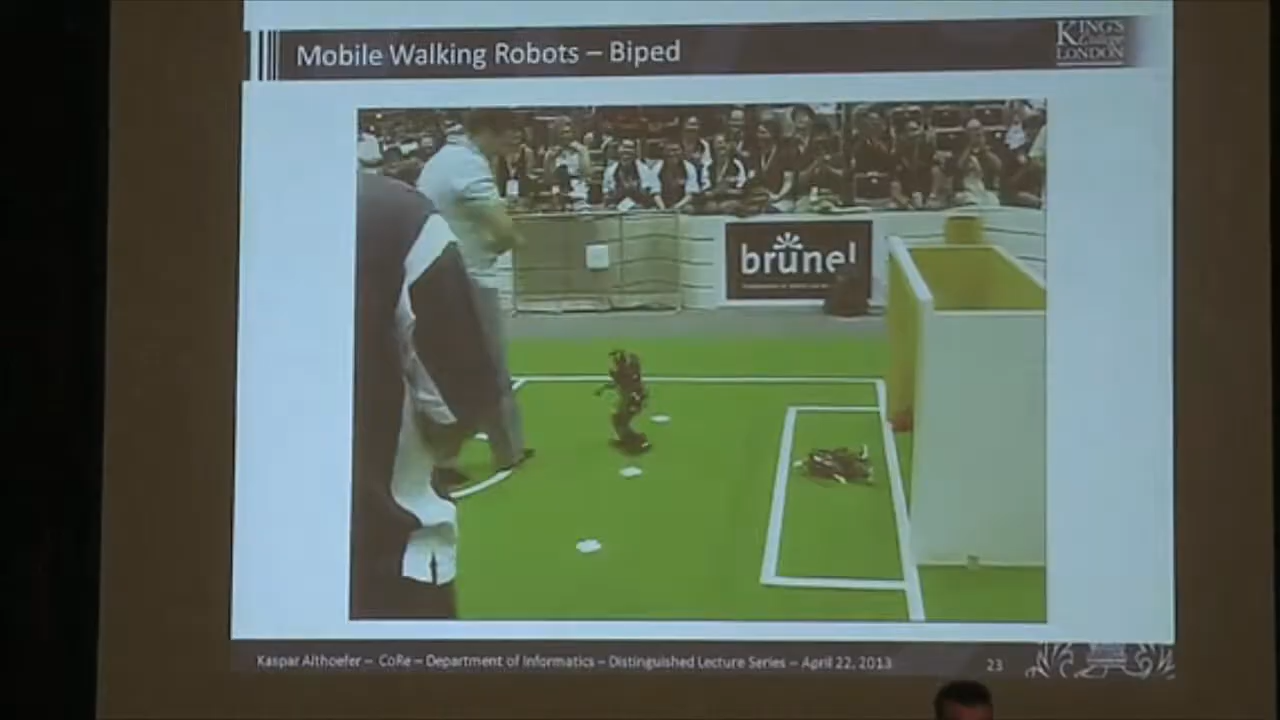 Mobile Walking Robots – Biped
KING'S
College
LONDON
brunel
Kaspar Althoefer – CoRe – Department of Informatics – Distinguished Lecture Series – April 22, 2013
23